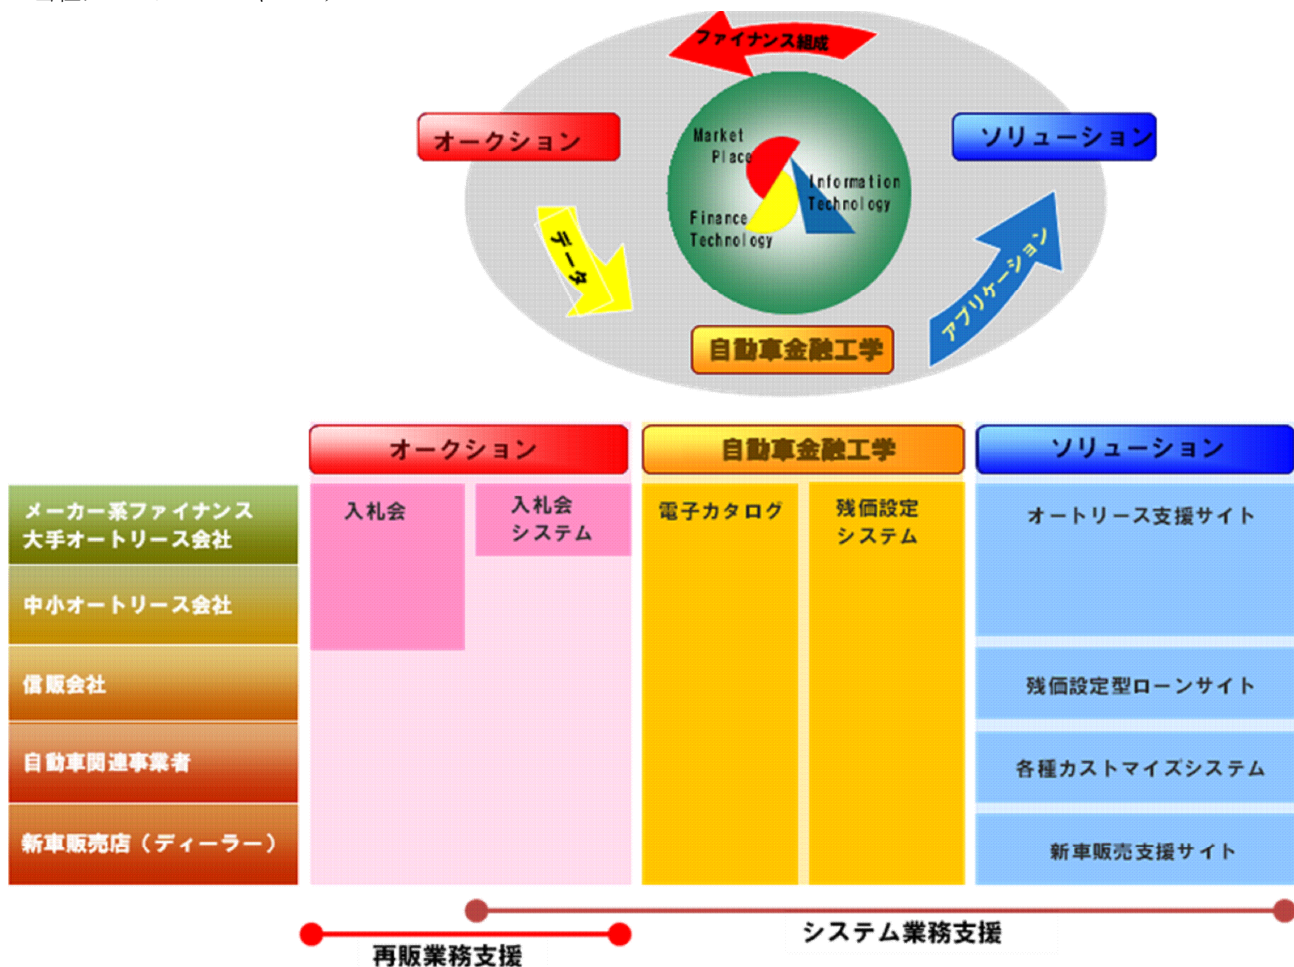 ファイナンス組成
オークション
ソリューション
Market
Place
Information
Technology
Finance
Technology
データ
アプリケーション
自動車金融工学
オークション
自動車金融工学
ソリューション
メーカー系ファイナンス
大手オートリース会社
入札会
入札会
システム
電子カタログ
残価設定
システム
オートリース支援サイト
中小オートリース会社
信販会社
残価設定型ローンサイト
自動車関連事業者
各種カストマイズシステム
新車販売店（ディーラー）
新車販売支援サイト
システム業務支援
再販業務支援